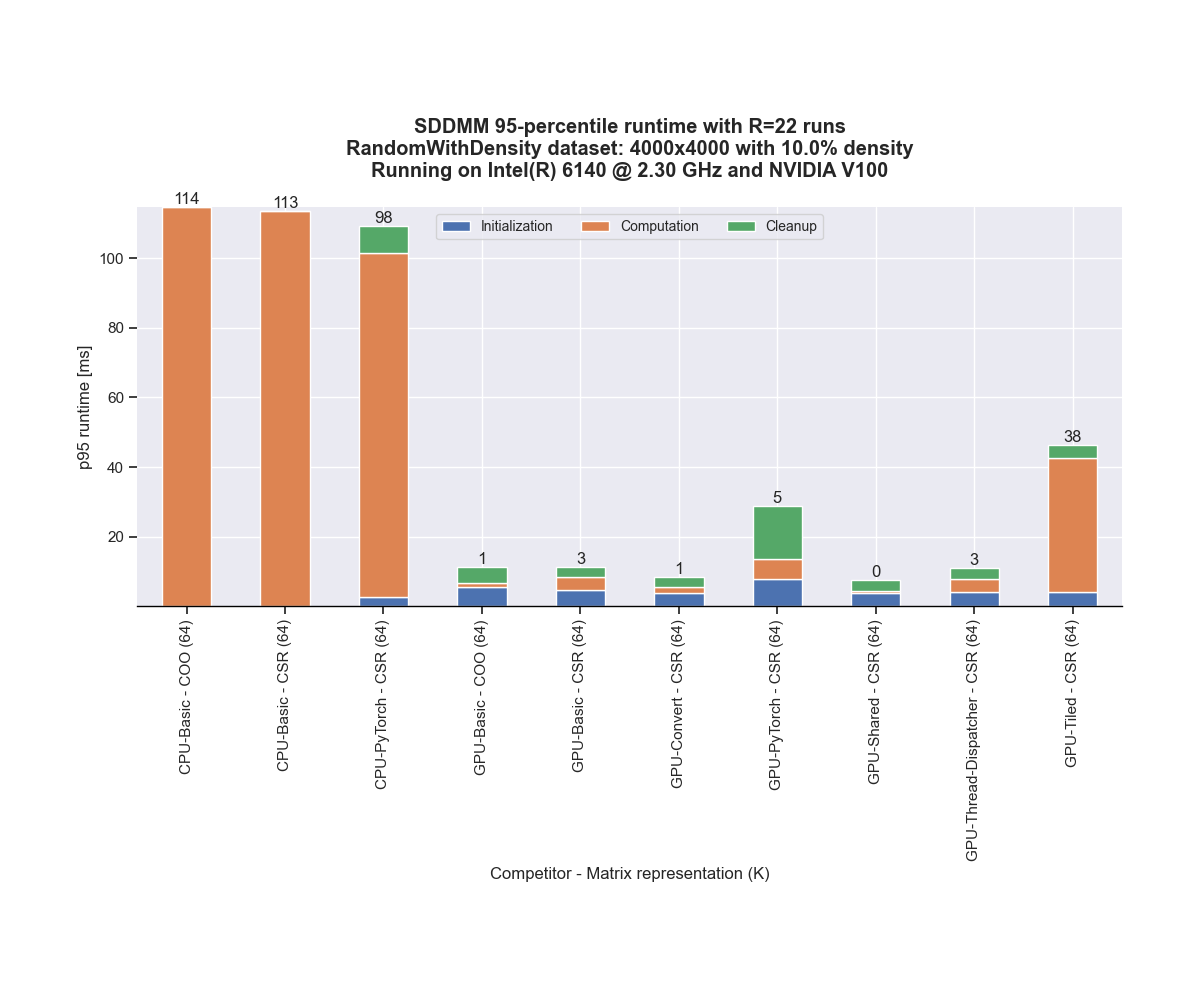 SDDMM 95-percentile runtime with R=22 runs
RandomWithDensity dataset: 4000x4000 with 10.0% density
Running on Intel(R) 6140 @ 2.30 GHz and NVIDIA V100
114
113
98
1
3
1
5
0
3
38
Initialization
Computation
Cleanup
100
80
60
40
20
p95 runtime [ms]
CPU-Basic - COO (64)
CPU-Basic - CSR (64)
CPU-PyTorch - CSR (64)
GPU-Basic - COO (64)
GPU-Basic - CSR (64)
GPU-Convert - CSR (64)
GPU-PyTorch - CSR (64)
GPU-Shared - CSR (64)
GPU-Thread-Dispatcher - CSR (64)
GPU-Tiled - CSR (64)
Competitor - Matrix representation (K)